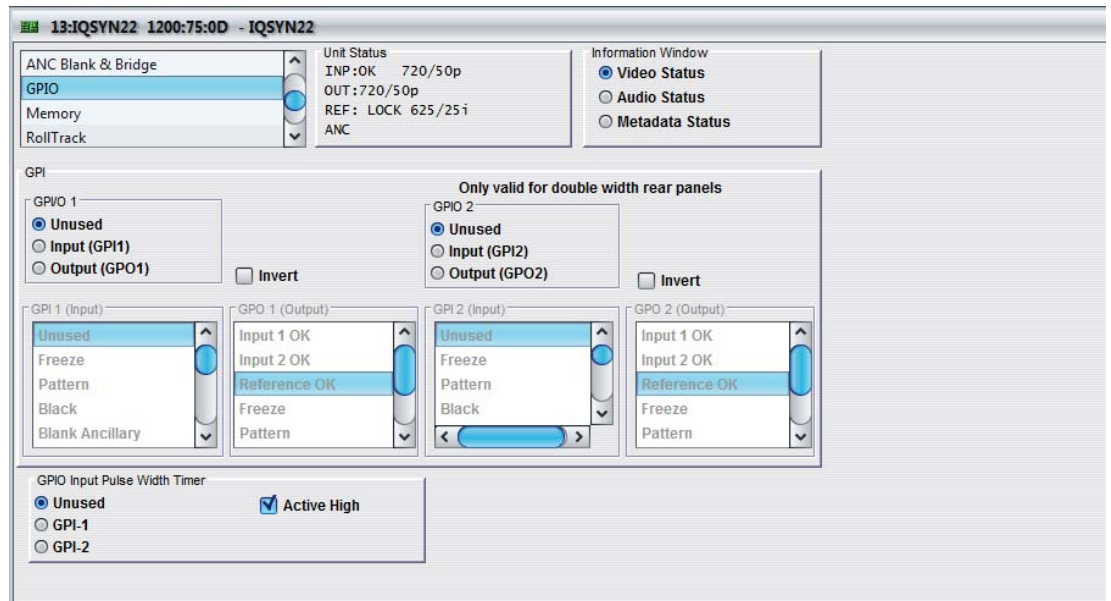 13:IQSYN22 1200:75:0D - IQSYN22
ANC Blank & Bridge
GPIO
Memory
RollTrack
Unit Status
INP:OK 720/50p
OUT:720/50p
REF: LOCK 625/25i
ANC
Information Window
Video Status
Audio Status
Metadata Status
GPI
Only valid for double width rear panels
GPI/O 1
Unused
Input (GPI1)
Output (GPO1)
Invert
GPIO 2
Unused
Input (GPI2)
Output (GPO2)
Invert
GPI 1 (Input)
Unused
Freeze
Pattern
Black
Blank Ancillary
GPO 1 (Output)
Input 1 OK
Input 2 OK
Reference OK
Freeze
Pattern
GPI 2 (Input)
Unused
Freeze
Pattern
Black
GPO 2 (Output)
Input 1 OK
Input 2 OK
Reference OK
Freeze
Pattern
GPIO Input Pulse Width Timer
Unused
GPI-1
GPI-2
Active High